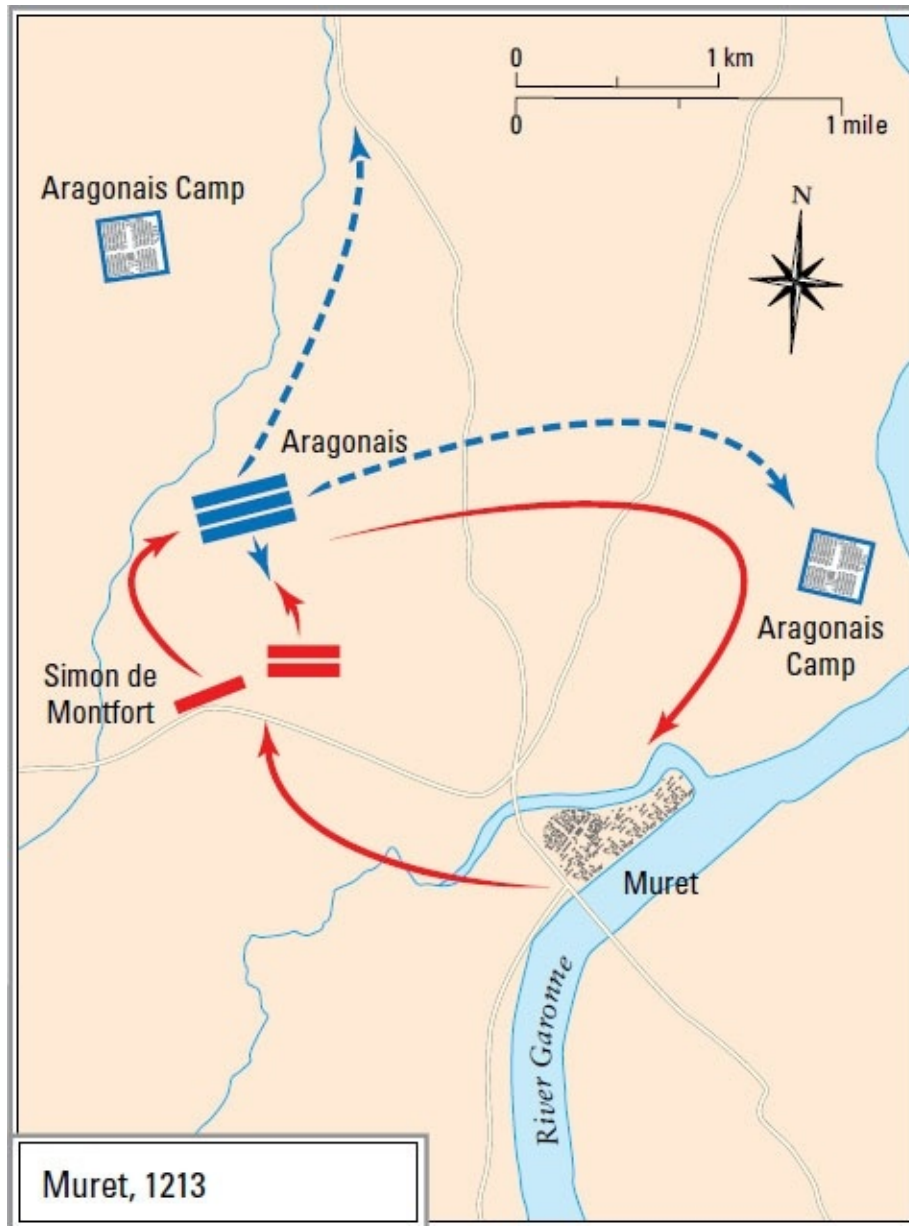 0 1 km
0 1 mile
Aragonais Camp
N
Aragonais
Aragonais
Camp
Simon de
Montfort
Muret
River Garonne
Muret, 1213